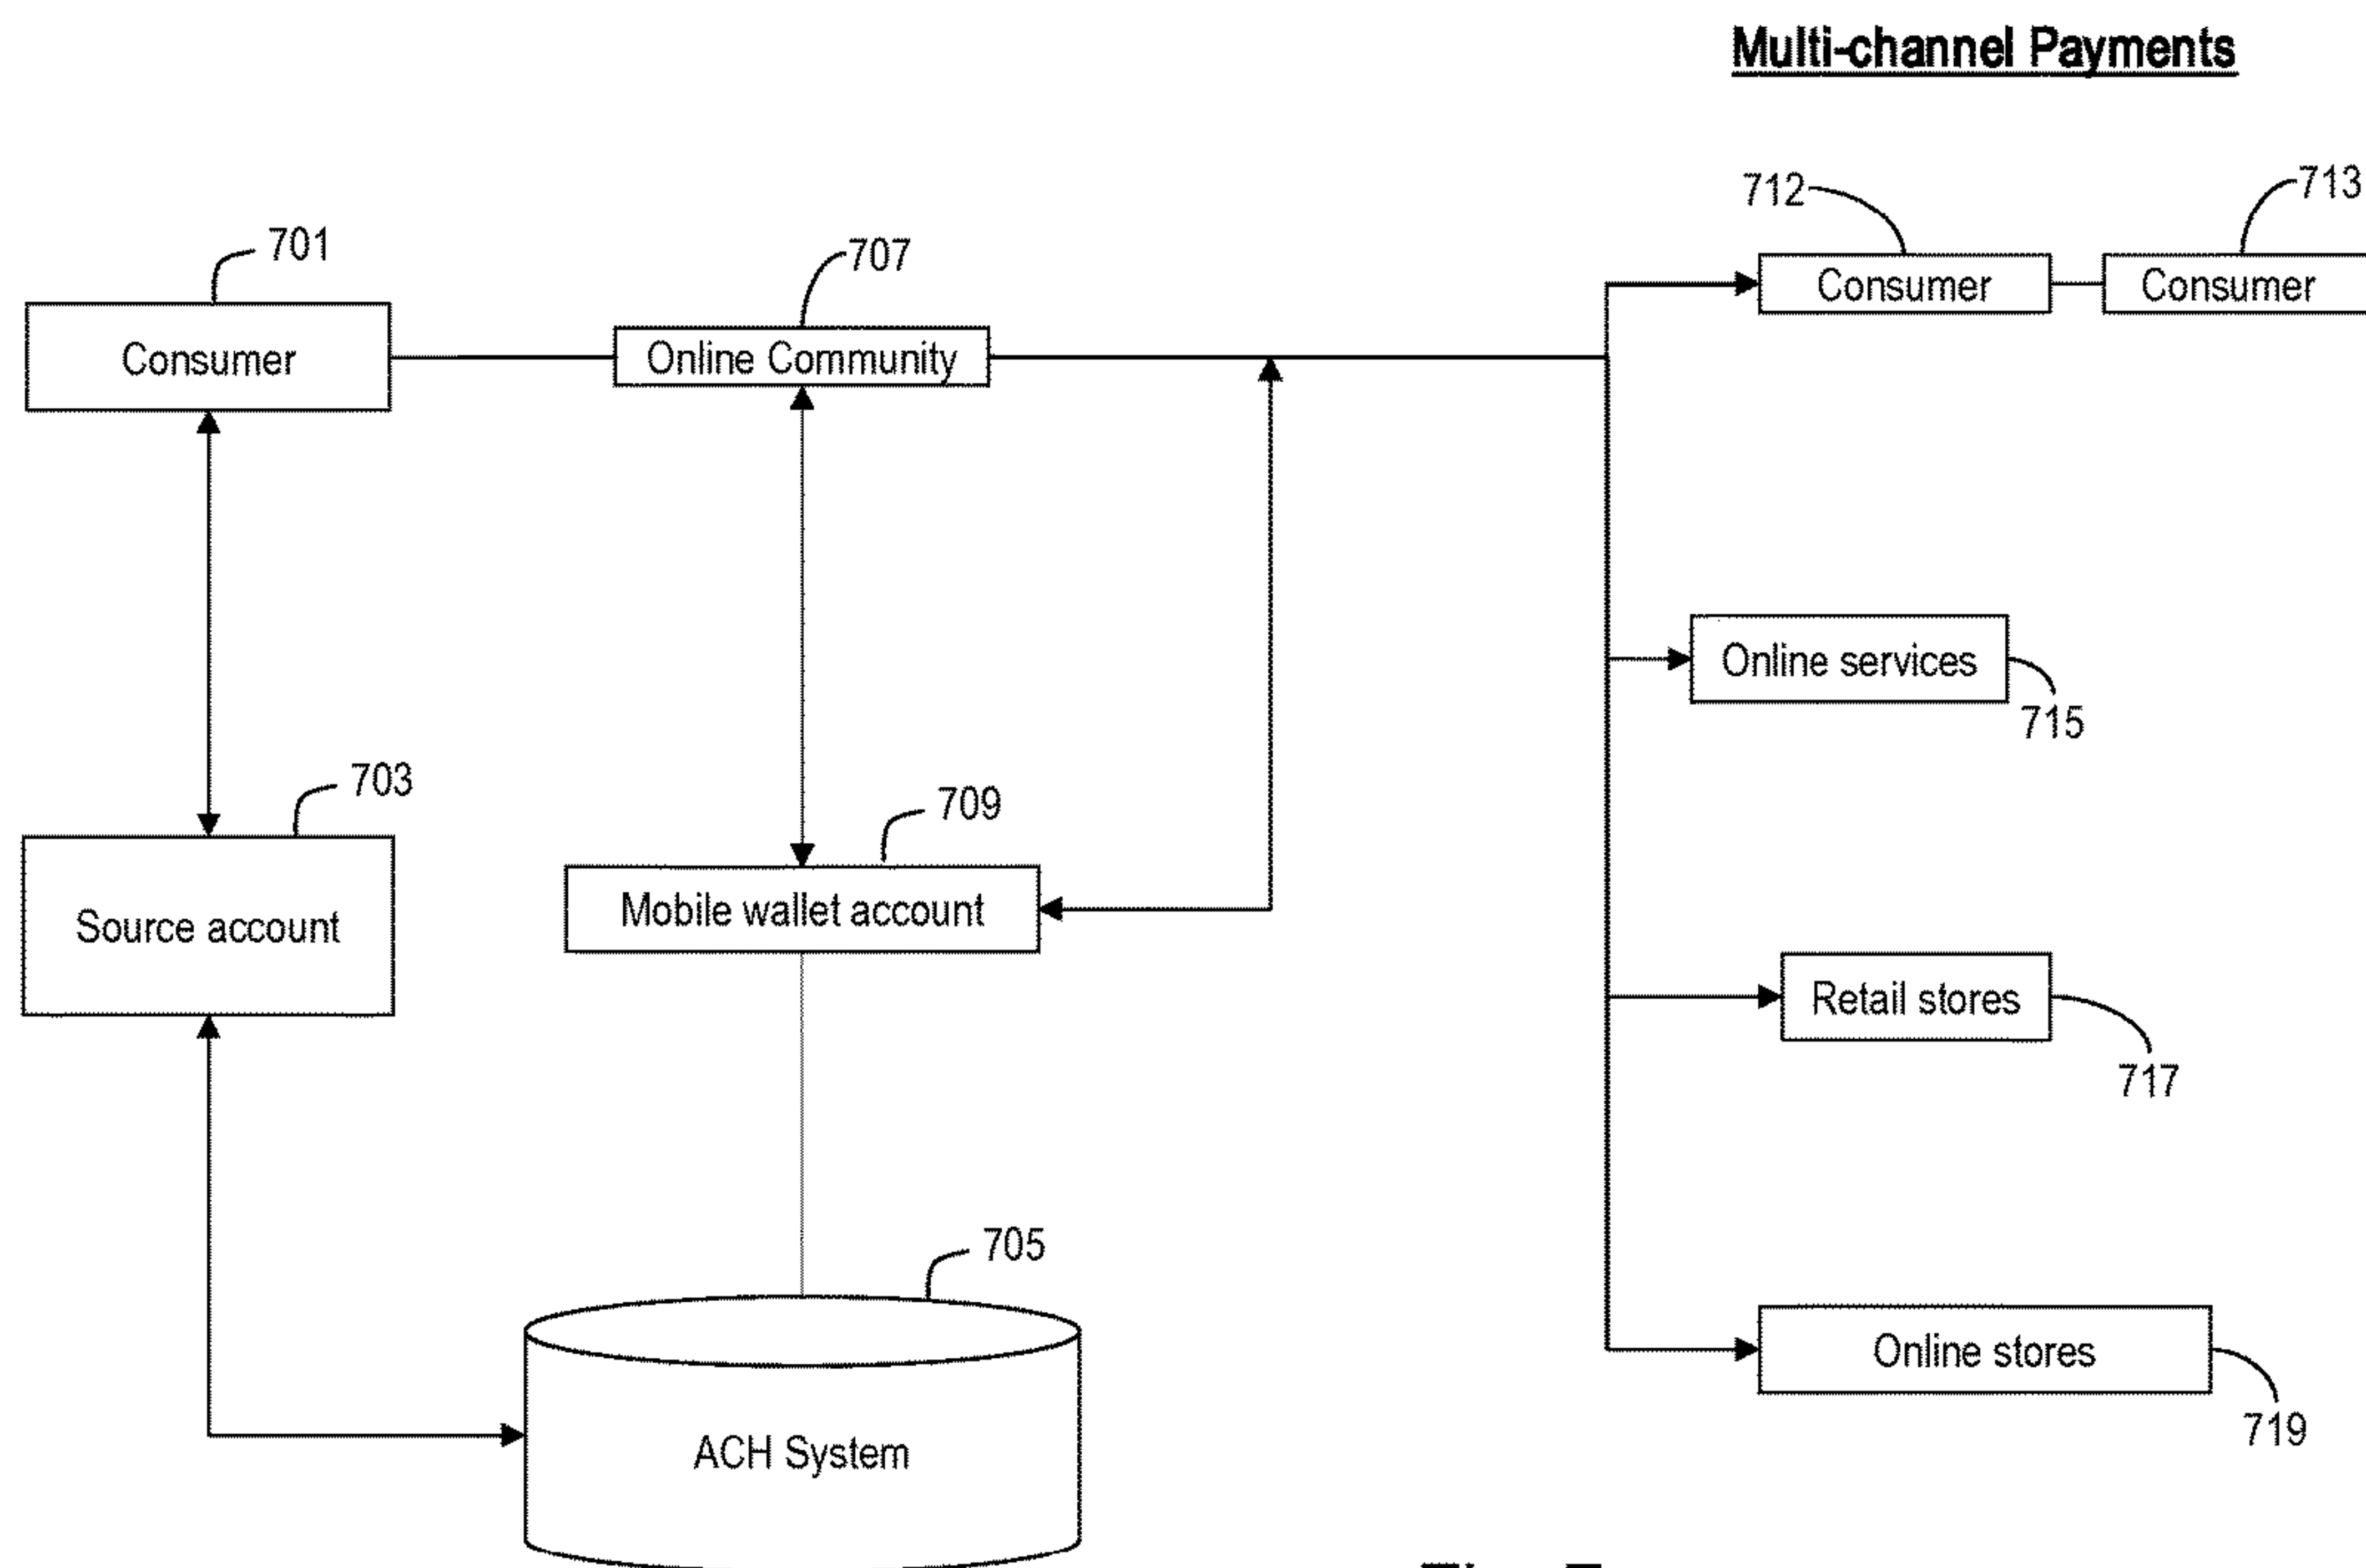 Multi-channel Payments
712
713
701
707
Consumer
Consumer
Consumer
Online Community
Online services
715
703
709
Source account
Mobile wallet account
Retail stores
717
705
Online stores
ACH System
719